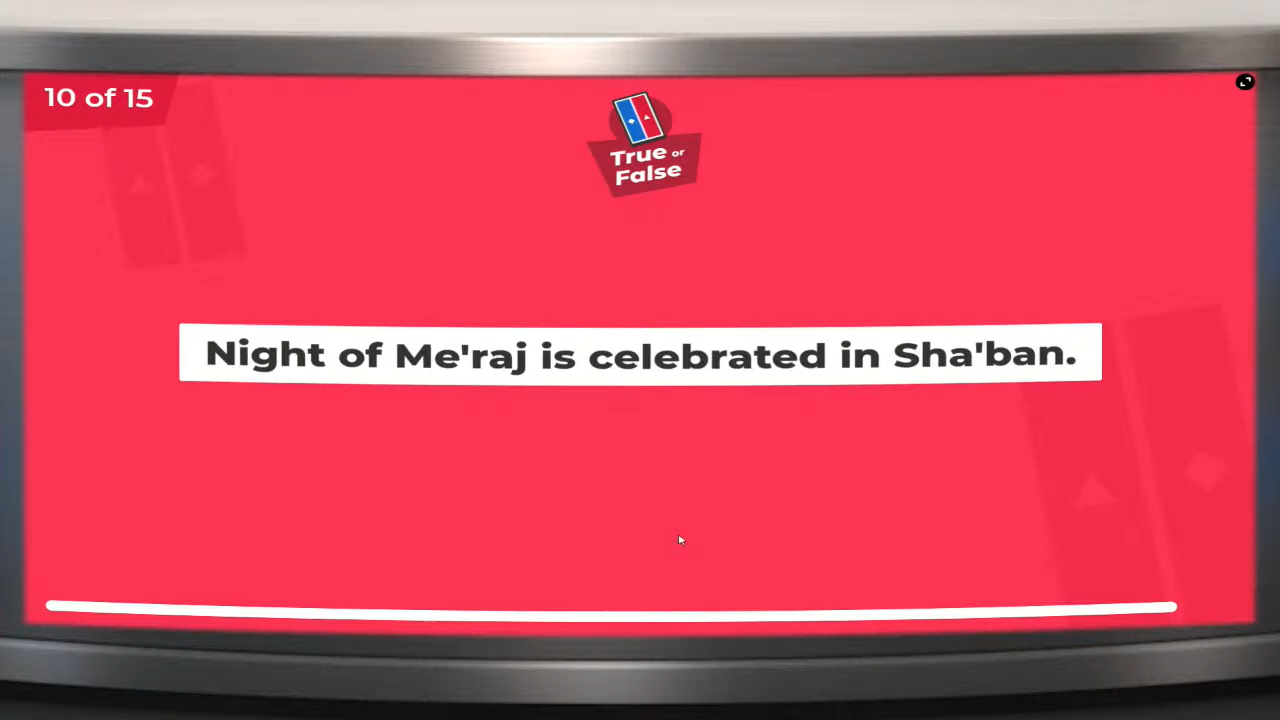 10 of 15
True or
False
Night of Me'raj is celebrated in Sha'ban.